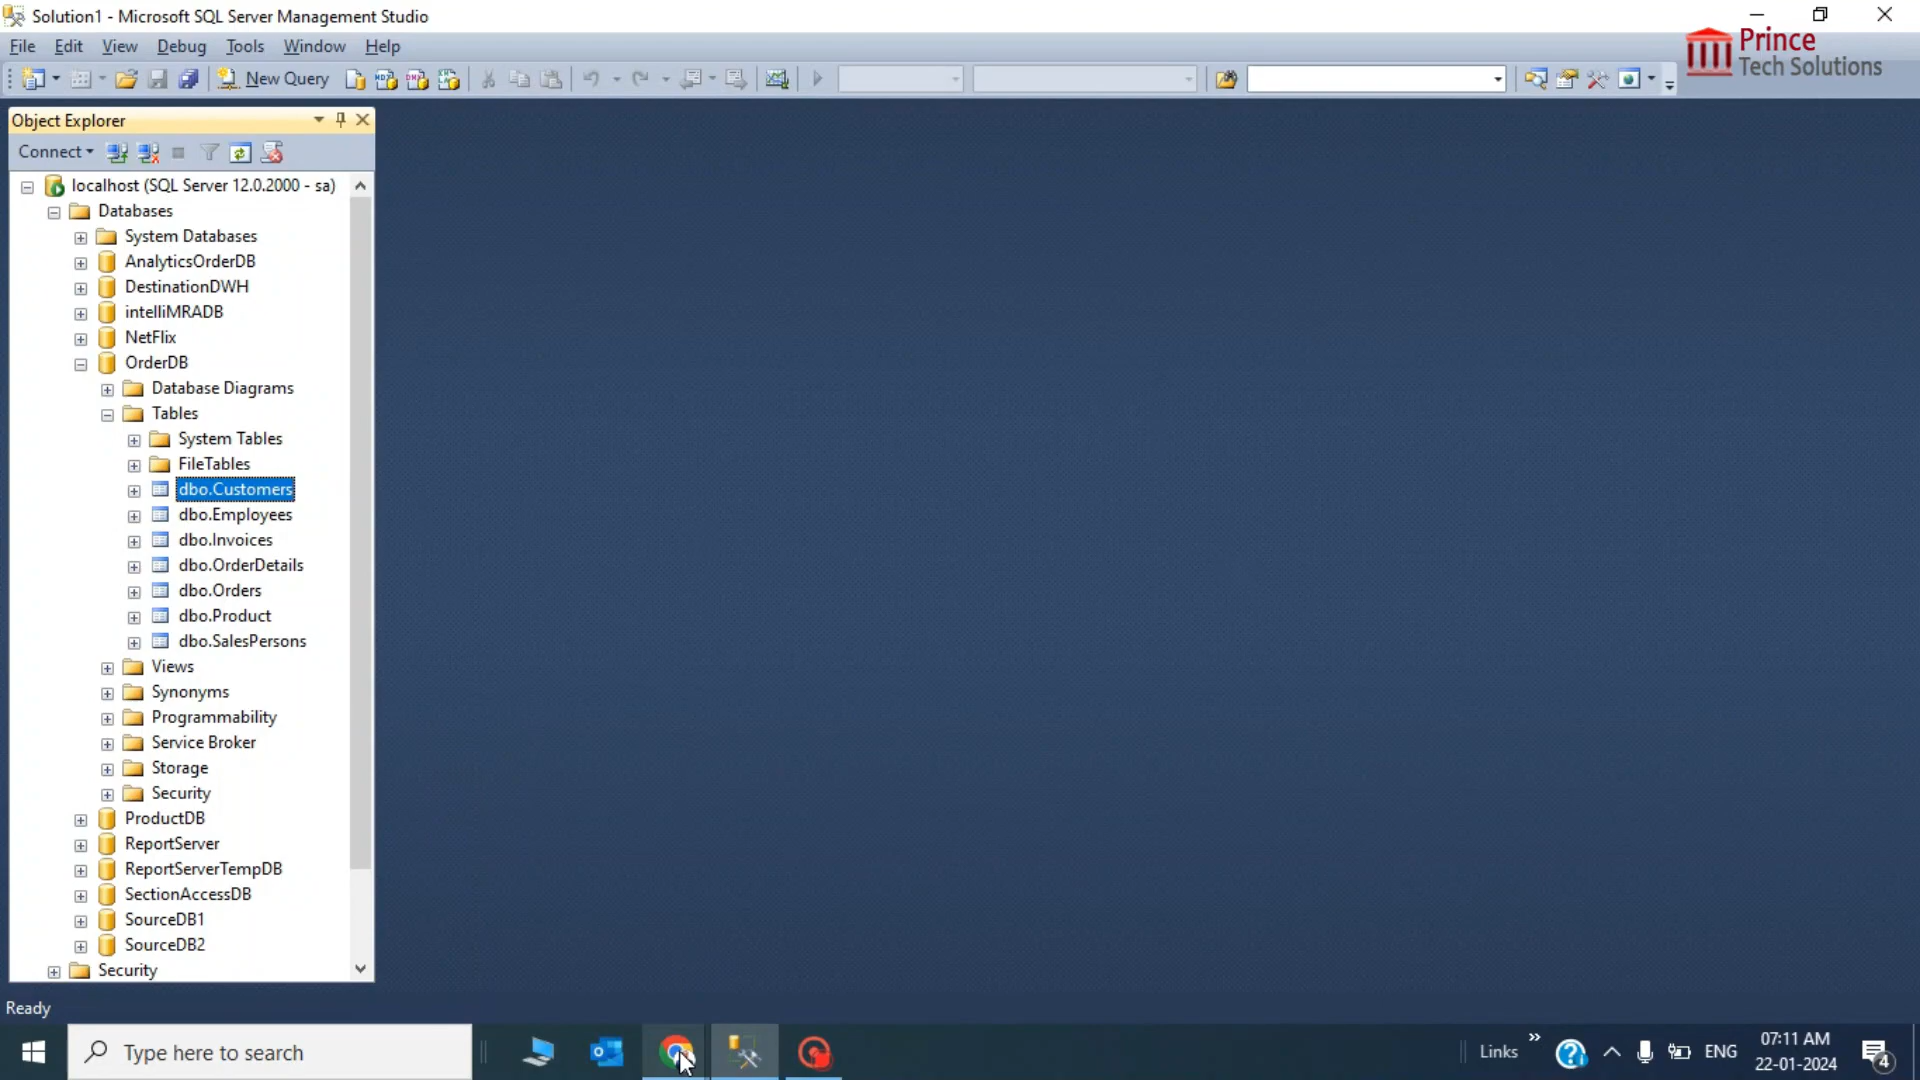 Solution1 - Microsoft SQL Server Management Studio
File Edit View Debug Tools Window Help
Prince
Tech Solutions
New Query
Object Explorer
Connect
localhost (SQL Server 12.0.2000 - sa)
Databases
System Databases
AnalyticsOrderDB
DestinationDWH
intelliMRADB
NetFlix
OrderDB
Database Diagrams
Tables
System Tables
FileTables
dbo.Customers
dbo.Employees
dbo.Invoices
dbo.OrderDetails
dbo.Orders
dbo.Product
dbo.SalesPersons
Views
Synonyms
Programmability
Service Broker
Storage
Security
ProductDB
ReportServer
ReportServerTempDB
SectionAccessDB
SourceDB1
SourceDB2
Security
Ready
Type here to search
Links
ENG
07:11 AM
22-01-2024
4